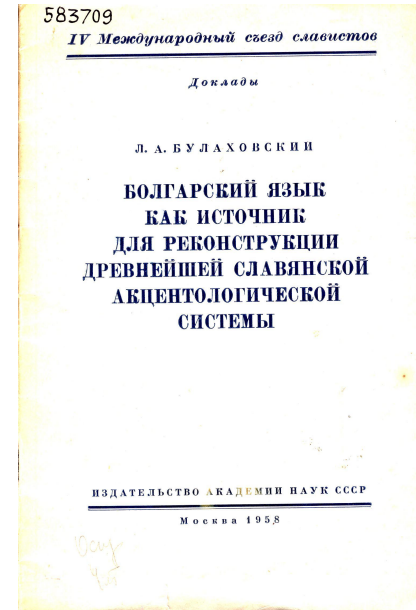 583709
IV Международный съезд славистов
Доклады
Л. А. БУЛАХОВСКИЙ
БОЛГАРСКИЙ ЯЗЫК
КАК ИСТОЧНИК
ДЛЯ РЕКОНСТРУКЦИИ
ДРЕВНЕЙШЕЙ СЛАВЯНСКОЙ
АКЦЕНТОЛОГИЧЕСКОЙ
СИСТЕМЫ
ИЗДАТЕЛЬСТВО АКАДЕМИИ НАУК СССР
Москва 1958